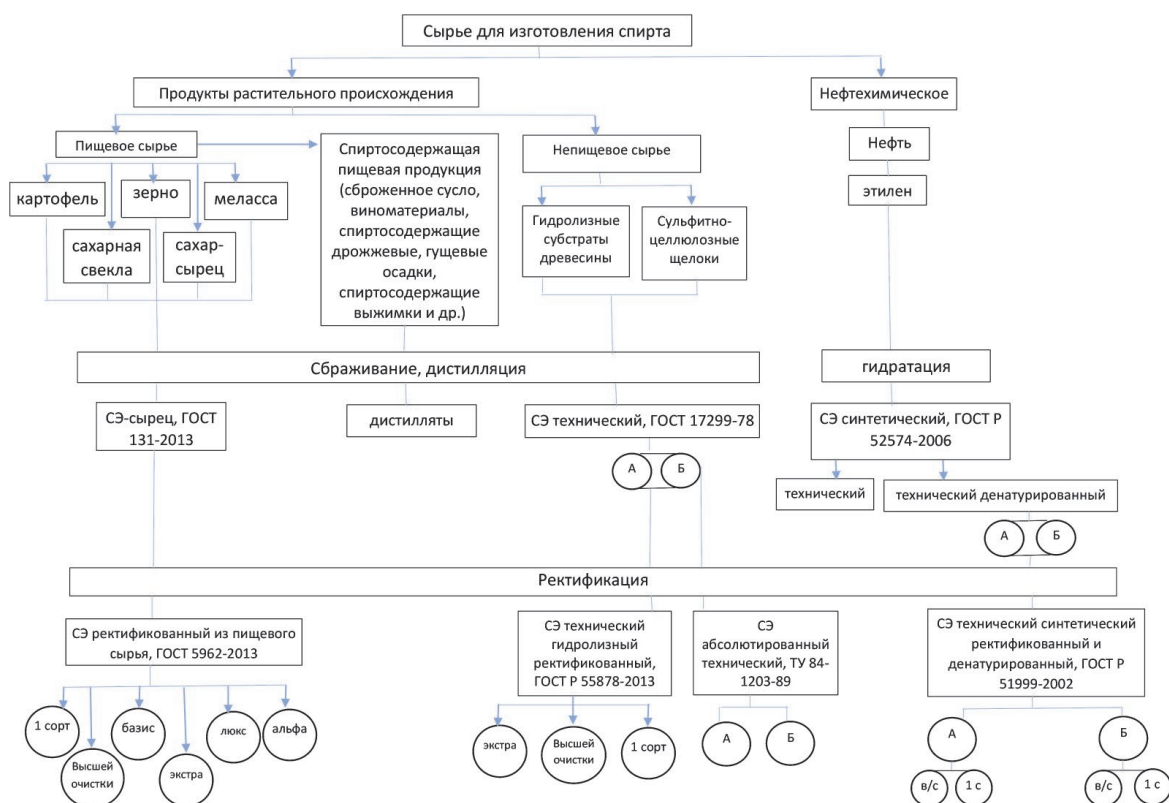 Сырье для изготовления спирта
Продукты растительного происхождения
Нефтехимическое
Пищевое сырье
Спиртосодержащая
пищевая продукция
(сброженное сусло,
виноматериалы,
спиртосодержащие
дрожжевые, гущевые
осадки,
спиртосодержащие
выжимки и др.)
Непищевое сырье
Нефть
картофель
зерно
меласса
этилен
сахарная
свекла
сахар-
сырец
Гидролизные
субстраты
древесины
Сульфитно-
целлюлозные
щелоки
Сбраживание, дистилляция
гидратация
СЭ-сырец, ГОСТ
131-2013
дистилляты
СЭ технический, ГОСТ 17299-78
СЭ синтетический, ГОСТ Р
52574-2006
А
Б
технический
технический денатурированный
А
Б
Ректификация
СЭ ректификованный из пищевого
сырья, ГОСТ 5962-2013
СЭ технический
гидролизный
ректификованный,
ГОСТ Р 55878-2013
СЭ
абсолютированный
технический, ТУ 84-
1203-89
СЭ технический синтетический
ректификованный и
денатурированный, ГОСТ Р
51999-2002
1 сорт
Высшей
очистки
базис
экстра
люкс
альфа
экстра
Высшей
очистки
1 сорт
А
Б
А
Б
в/с
1 с
в/с
1 с